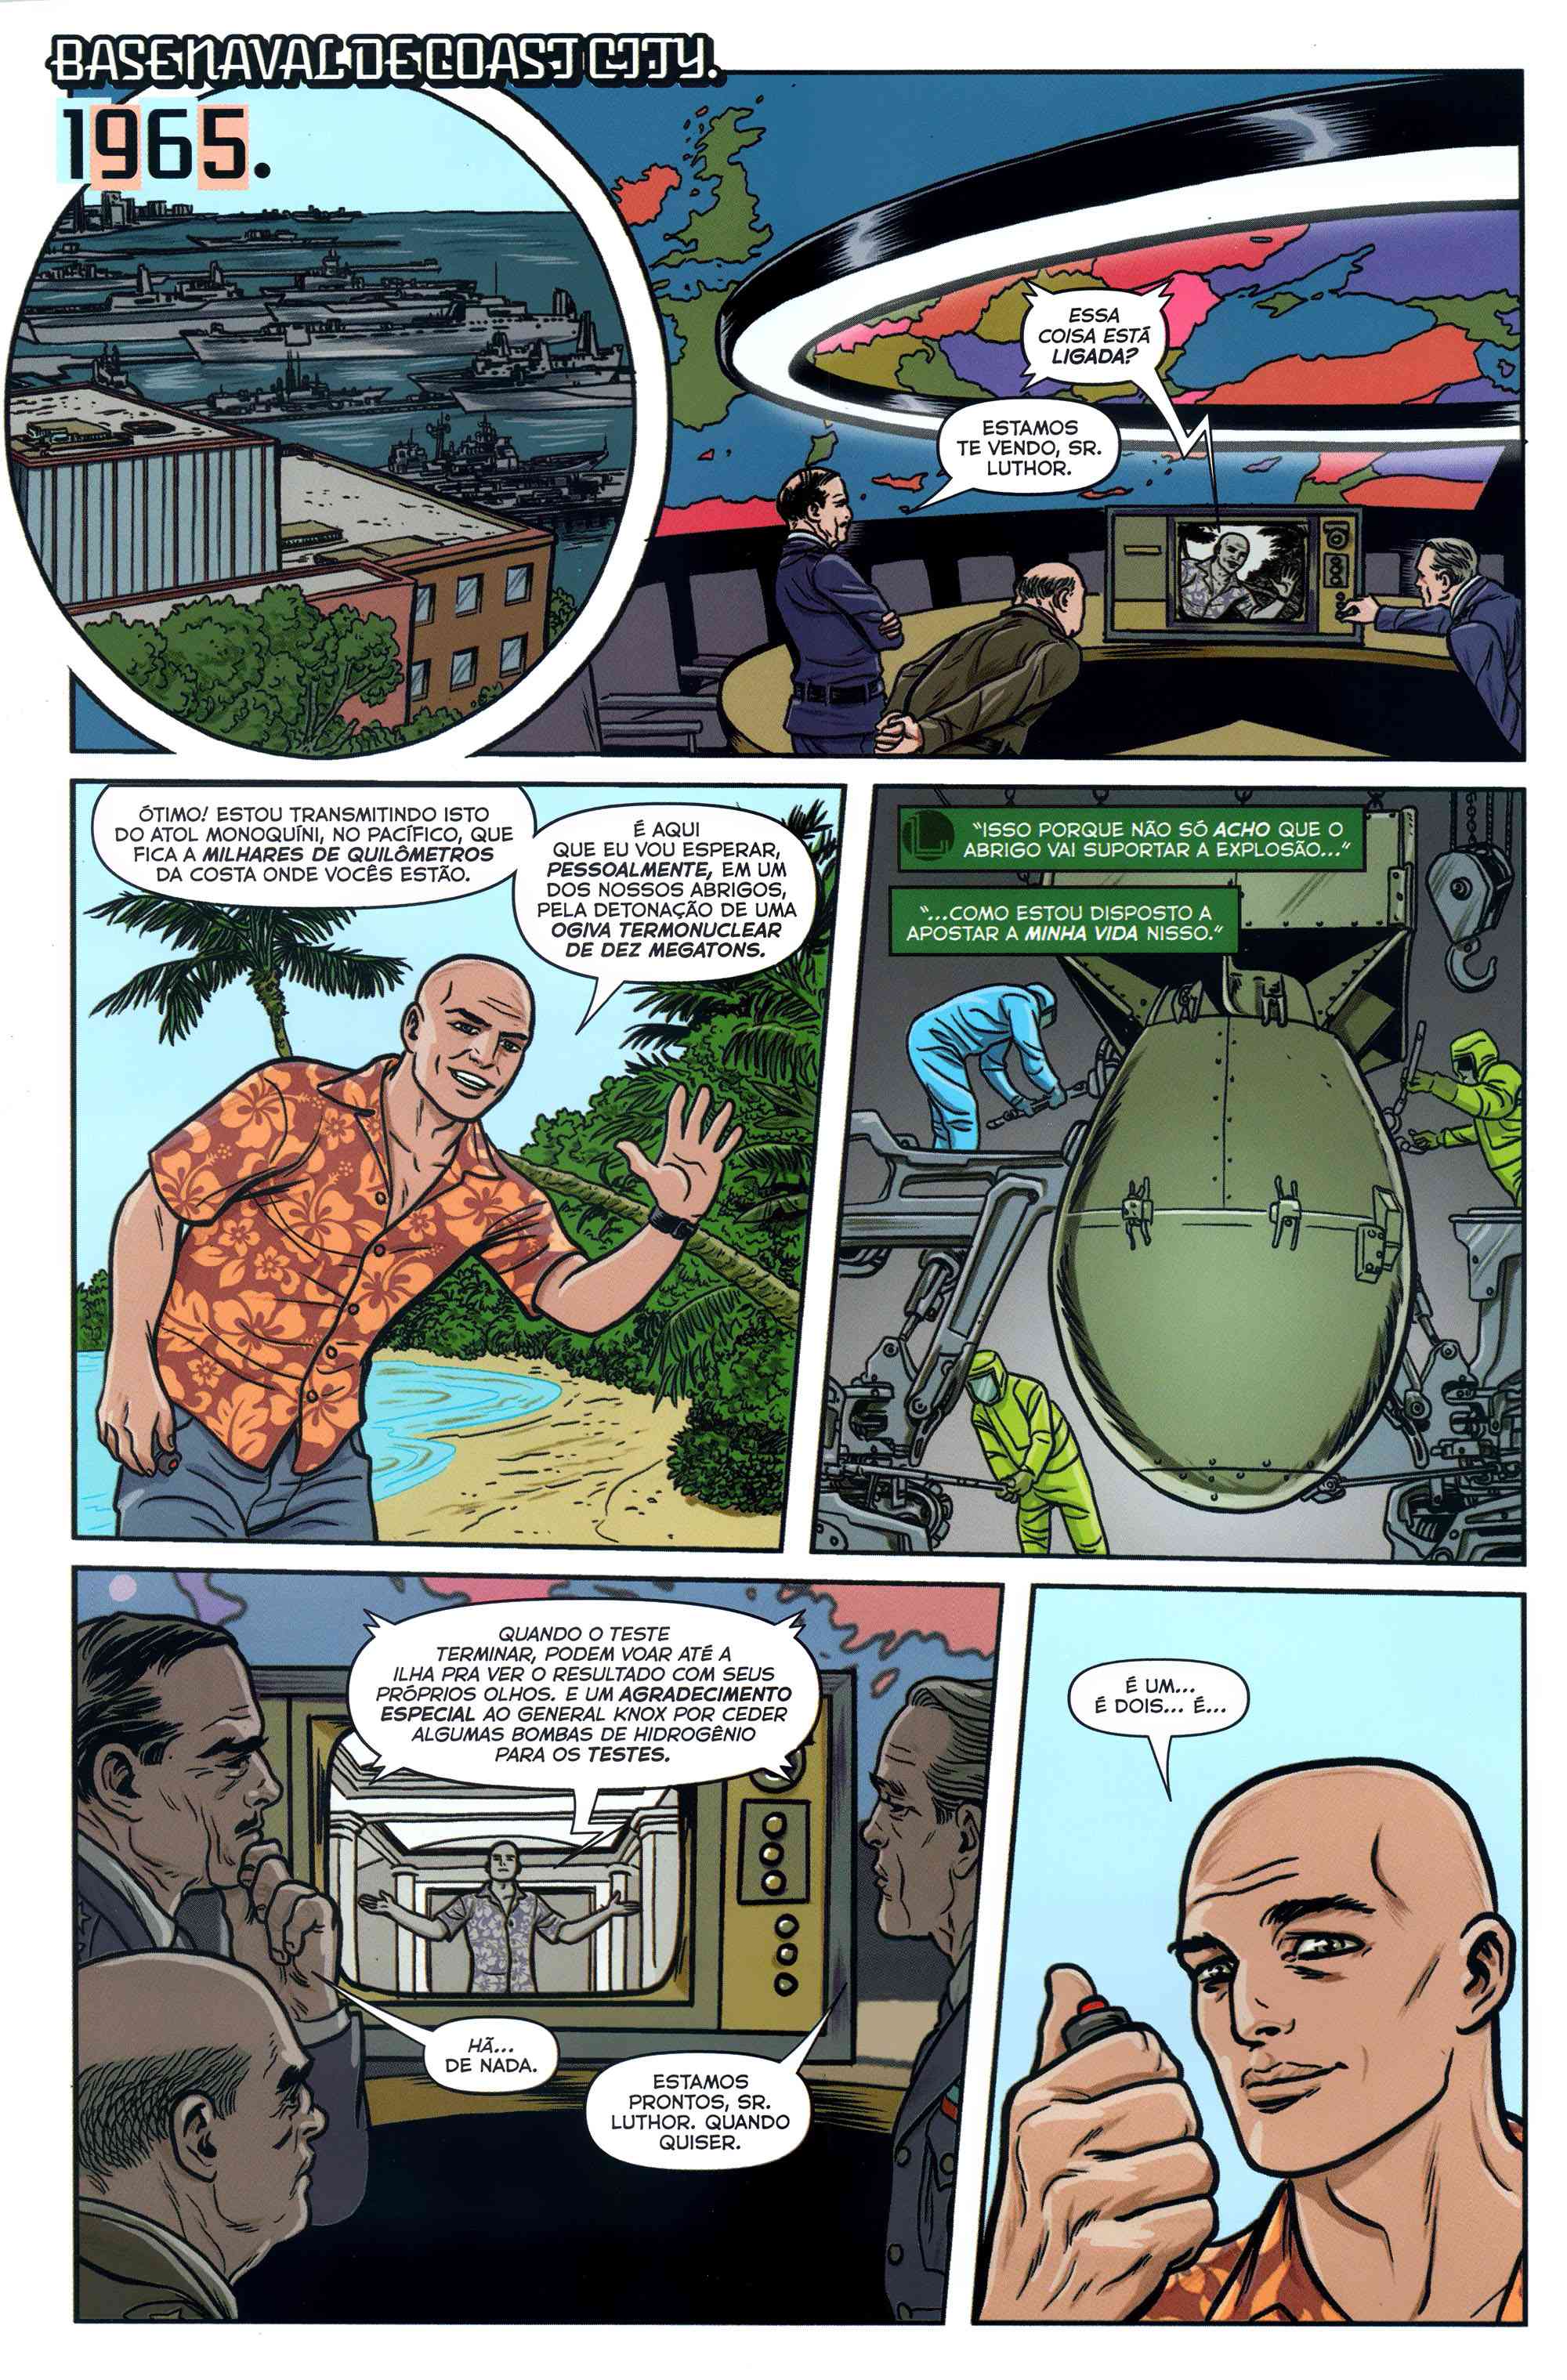 BASE NAVAL DE COAST CITY.
1965.
ESSA
COISA ESTÁ
LIGADA?
ESTAMOS
TE VENDO, SR.
LUTHOR.
ÓTIMO! ESTOU TRANSMITINDO ISTO
DO ATOL MONOQUÍNI, NO PACÍFICO, QUE
FICA A MILHARES DE QUILÔMETROS
DA COSTA ONDE VOCÊS ESTÃO.
É AQUI
QUE EU VOU ESPERAR,
PESSOALMENTE, EM UM
DOS NOSSOS ABRIGOS,
PELA DETONAÇÃO DE UMA
OGIVA TERMONUCLEAR
DE DEZ MEGATONS.
L
"ISSO PORQUE NÃO SÓ ACHO QUE O
ABRIGO VAI SUPORTAR A EXPLOSÃO..."
"...COMO ESTOU DISPOSTO A
APOSTAR A MINHA VIDA NISSO."
QUANDO O TESTE
TERMINAR, PODEM VOAR ATÉ A
ILHA PRA VER O RESULTADO COM SEUS
PRÓPRIOS OLHOS. E UM AGRADECIMENTO
ESPECIAL AO GENERAL KNOX POR CEDER
ALGUMAS BOMBAS DE HIDROGÊNIO
PARA OS TESTES.
HÃ...
DE NADA.
ESTAMOS
PRONTOS, SR.
LUTHOR. QUANDO
QUISER.
É UM...
É DOIS... É...